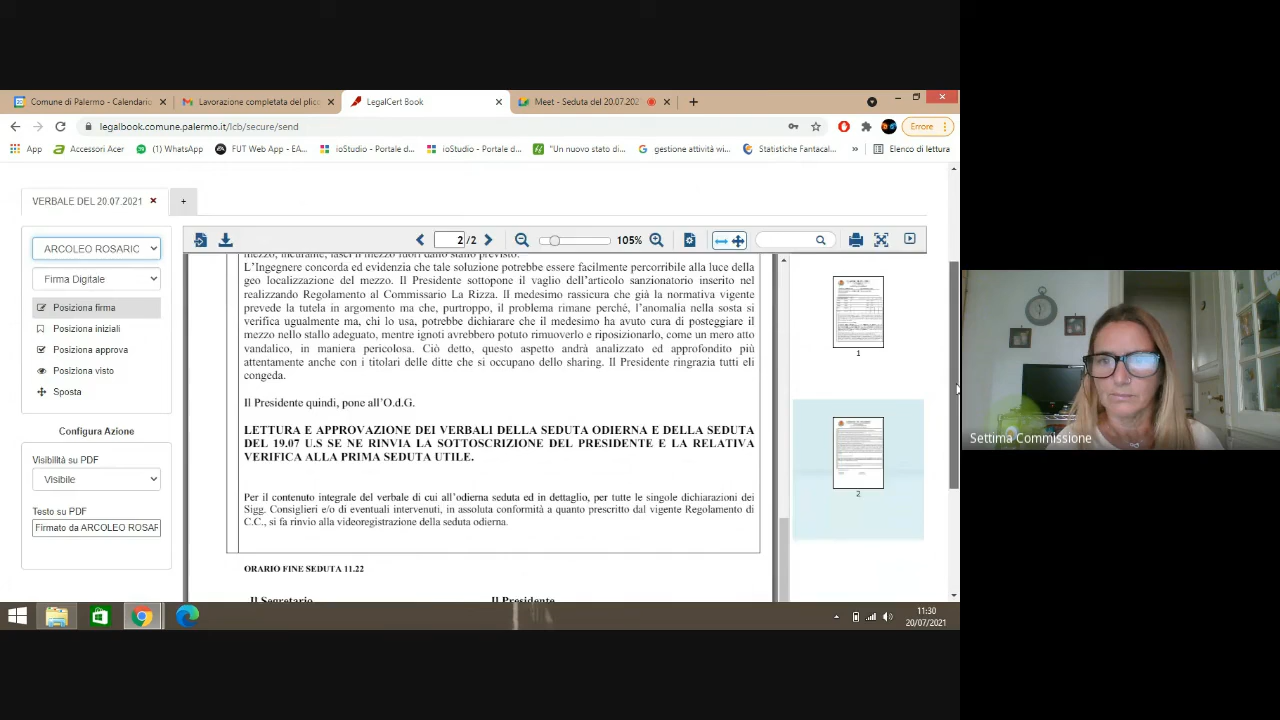 Comune di Palermo - Calendario
Lavorazione completata del plico
LegalCert Book
Meet - Seduta del 20.07.202
legalbook.comune.palermo.it/lcb/secure/send
Errore
App
Accessori Acer
(1) WhatsApp
FUT Web App - EA...
ioStudio - Portale d...
ioStudio - Portale d...
"Un nuovo stato di...
gestione attività wi...
Statistiche Fantacal...
»
Elenco di lettura
VERBALE DEL 20.07.2021
+
ARCOLEO ROSARIO
Firma Digitale
Posiziona firma
Posiziona iniziali
Posiziona approva
Posiziona visto
Sposta
Configura Azione
Visibilità su PDF
Visibile
Testo su PDF
Firmato da ARCOLEO ROSAR
2 /2
105%
mezzo, incurante, lasci il mezzo fuori dallo stallo previsto.
L'Ingegnere concorda ed evidenzia che tale soluzione potrebbe essere facilmente percorribile alla luce della
geo localizzazione del mezzo. Il Presidente sottopone il vaglio dell'articolo sanzionatorio inserito nel
realizzando Regolamento al Commissario La Rizza. Il medesimo rassicura che già la normativa vigente
prevede la tutela in argomento ma che, purtroppo, il problema rimane perché, l'anomalia nella sosta si
verifica ugualmente ma, chi lo usa, potrebbe dichiarare che il medesimo ha avuto cura di posteggiare il
mezzo nello stallo adeguato, mentre ignoti avrebbero potuto rimuoverlo e riposizionarlo, come un mero atto
vandalico, in maniera pericolosa. Ciò detto, questo aspetto andrà analizzato ed approfondito più
attentamente anche con i titolari delle ditte che si occupano dello sharing. Il Presidente ringrazia tutti eli
congeda.
Il Presidente quindi, pone all'O.d.G.
LETTURA E APPROVAZIONE DEI VERBALI DELLA SEDUTA ODIERNA E DELLA SEDUTA
DEL 19.07 U.S SE NE RINVIA LA SOTTOSCRIZIONE DEL PRESIDENTE E LA RELATIVA
VERIFICA ALLA PRIMA SEDUTA UTILE.
Per il contenuto integrale del verbale di cui all'odierna seduta ed in dettaglio, per tutte le singole dichiarazioni dei
Sigg. Consiglieri e/o di eventuali intervenuti, in assoluta conformità a quanto prescritto dal vigente Regolamento di
C.C., si fa rinvio alla videoregistrazione della seduta odierna.
ORARIO FINE SEDUTA 11.22
Il Segretario Il Presidente
1
2
Settima Commissione
11:30
20/07/2021